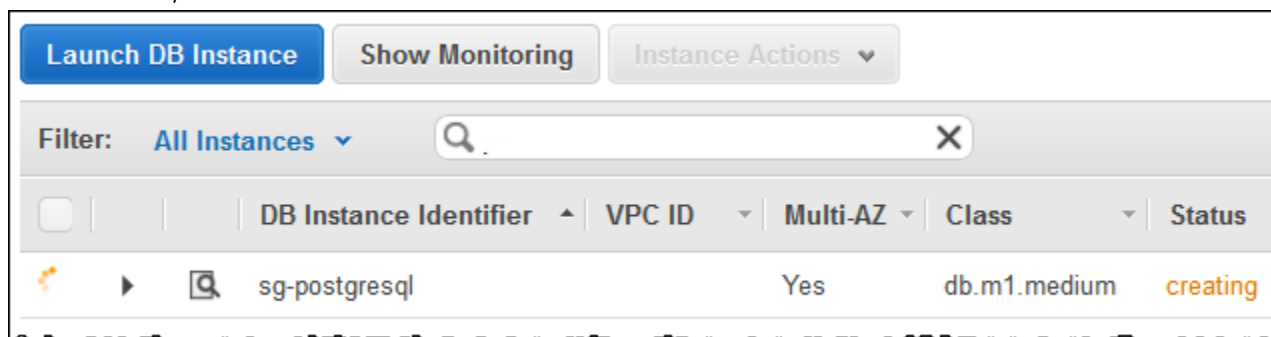 Launch DB Instance Show Monitoring Instance Actions
Filter: All Instances
DB Instance Identifier VPC ID Multi-AZ Class Status
sg-postgresql Yes db.m1.medium creating